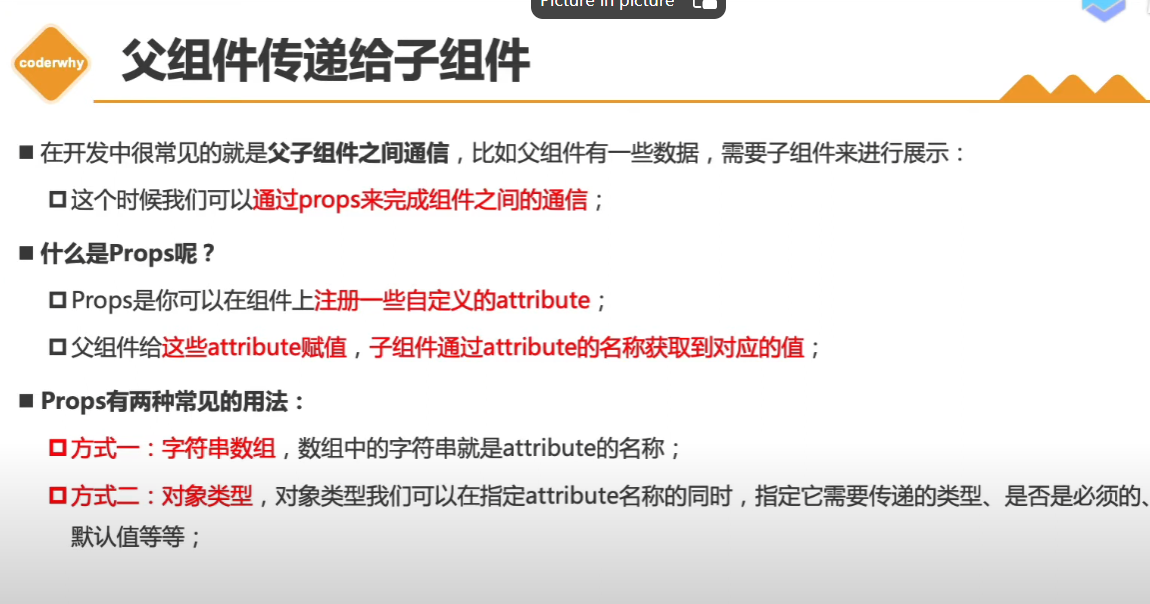 Picture in picture
coderwhy
父组件传递给子组件
在开发中很常见的就是父子组件之间通信，比如父组件有一些数据，需要子组件来进行展示：
这个时候我们可以通过props来完成组件之间的通信；
什么是Props呢？
Props是你可以在组件上注册一些自定义的attribute；
父组件给这些attribute赋值，子组件通过attribute的名称获取到对应的值；
Props有两种常见的用法：
方式一：字符串数组，数组中的字符串就是attribute的名称；
方式二：对象类型，对象类型我们可以在指定attribute名称的同时，指定它需要传递的类型、是否是必须的、
默认值等等；